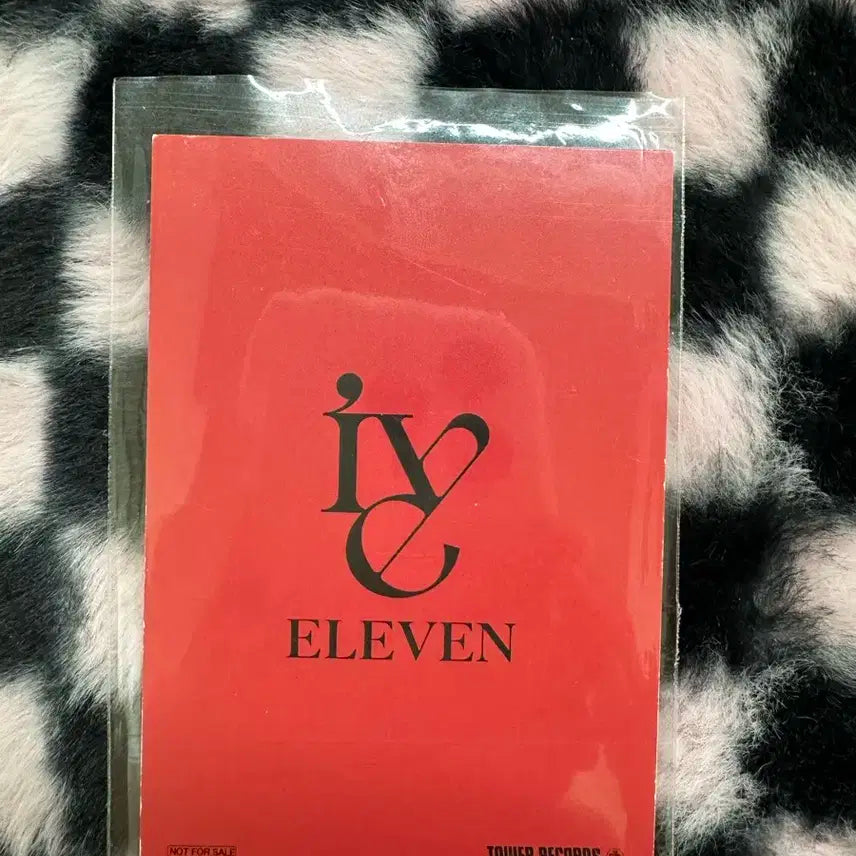 ive
ELEVEN
NOT FOR SALE
TOWER RECORDS